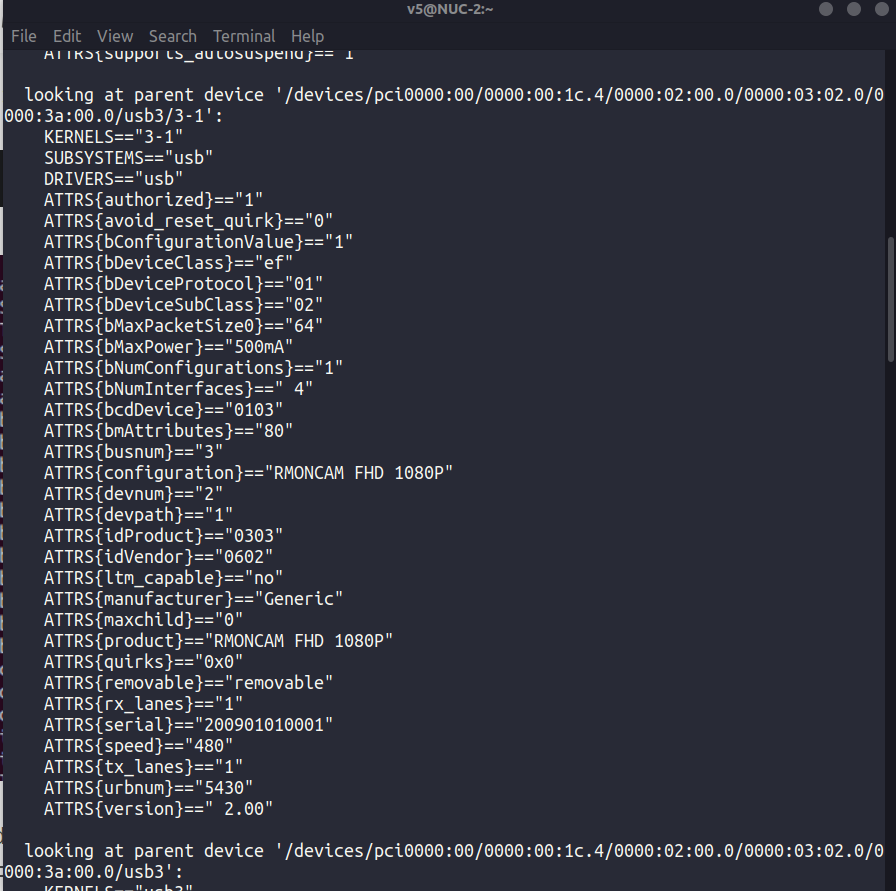 v5@NUC-2:~
File Edit View Search Terminal Help
ATTRS{supports_autosuspend}=="1"
looking at parent device '/devices/pci0000:00/0000:00:1c.4/0000:02:00.0/0000:03:02.0/0
000:3a:00.0/usb3/3-1':
KERNELS=="3-1"
SUBSYSTEMS=="usb"
DRIVERS=="usb"
ATTRS{authorized}=="1"
ATTRS{avoid_reset_quirk}=="0"
ATTRS{bConfigurationValue}=="1"
ATTRS{bDeviceClass}=="ef"
ATTRS{bDeviceProtocol}=="01"
ATTRS{bDeviceSubClass}=="02"
ATTRS{bMaxPacketSize0}=="64"
ATTRS{bMaxPower}=="500mA"
ATTRS{bNumConfigurations}=="1"
ATTRS{bNumInterfaces}==" 4"
ATTRS{bcdDevice}=="0103"
ATTRS{bmAttributes}=="80"
ATTRS{busnum}=="3"
ATTRS{configuration}=="RMONCAM FHD 1080P"
ATTRS{devnum}=="2"
ATTRS{devpath}=="1"
ATTRS{idProduct}=="0303"
ATTRS{idVendor}=="0602"
ATTRS{ltm_capable}=="no"
ATTRS{manufacturer}=="Generic"
ATTRS{maxchild}=="0"
ATTRS{product}=="RMONCAM FHD 1080P"
ATTRS{quirks}=="0x0"
ATTRS{removable}=="removable"
ATTRS{rx_lanes}=="1"
ATTRS{serial}=="200901010001"
ATTRS{speed}=="480"
ATTRS{tx_lanes}=="1"
ATTRS{urbnum}=="5430"
ATTRS{version}==" 2.00"
looking at parent device '/devices/pci0000:00/0000:00:1c.4/0000:02:00.0/0000:03:02.0/0
000:3a:00.0/usb3':
KERNELS=="usb3"